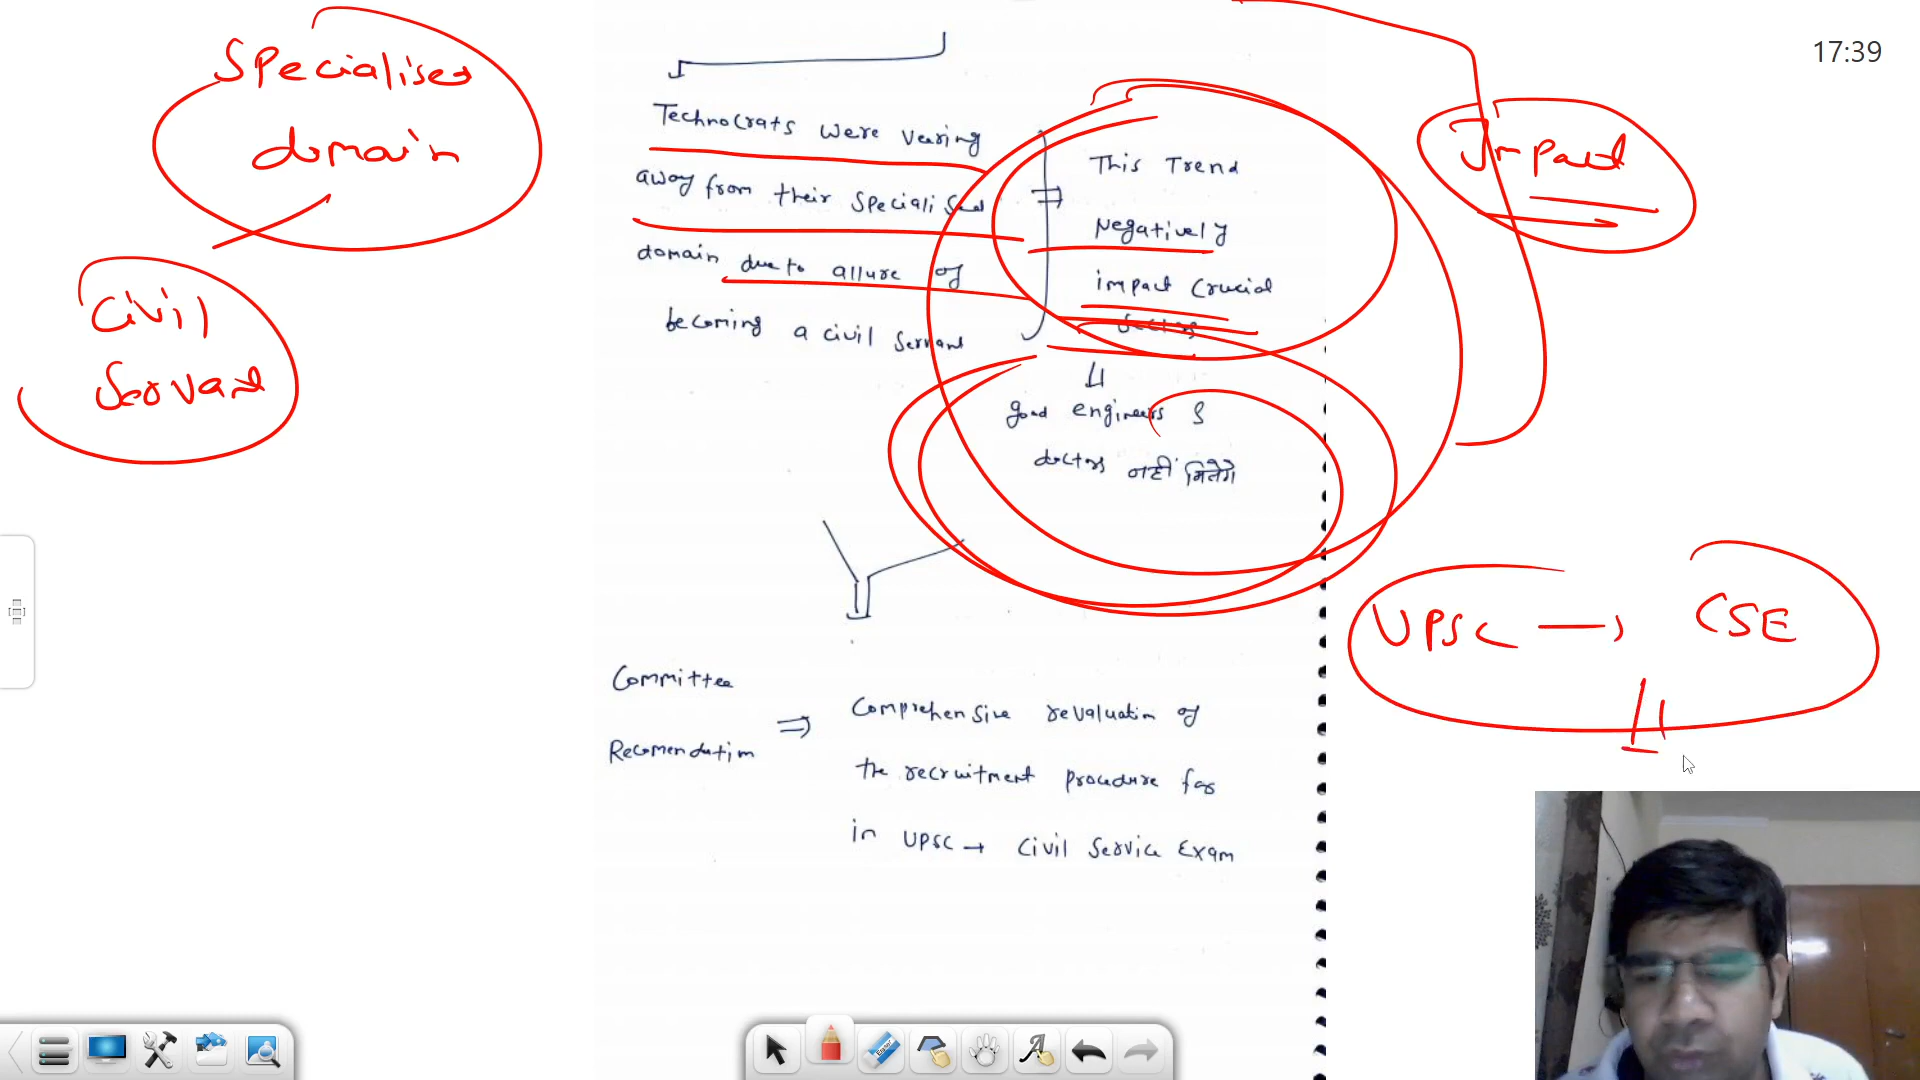 17:39
Specialised
domain
Civil
Servant
Technocrats were vearing
away from their specialised
domain due to allure of
becoming a civil servant
This Trend
Negatively
impact crucial
sectors
good engineers &
doctors नहीं मिलेंगे
Impact
UPSC → CSE
Committee
Recomendation
⇒
Comprehensive revaluation of
the recruitment procedure for
in UPSC → Civil Service Exam